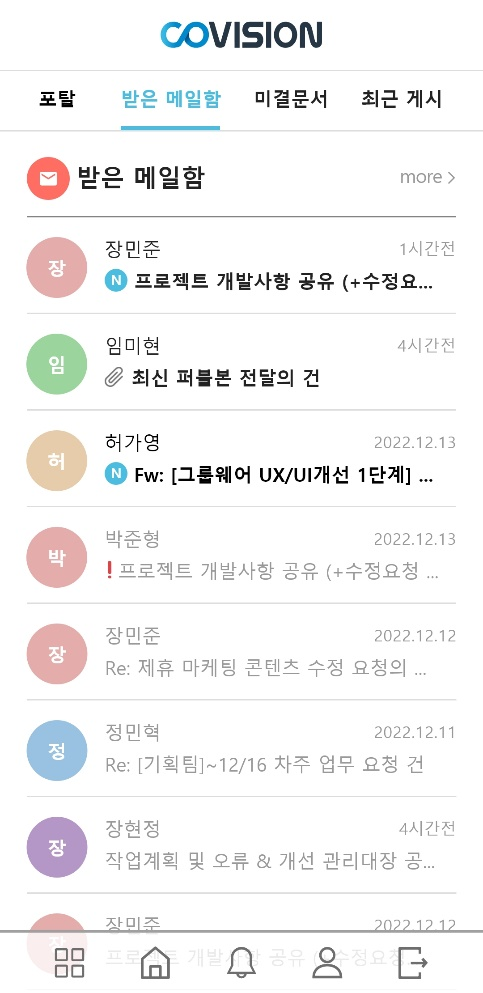 COVISION
포탈 받은 메일함 미결문서 최근 게시
받은 메일함 more >
장 장민준 1시간전
N 프로젝트 개발사항 공유 (+수정요...
임 임미현 4시간전
최신 퍼블본 전달의 건
허 허가영 2022.12.13
N Fw: [그룹웨어 UX/UI개선 1단계] ...
박 박준형 2022.12.13
! 프로젝트 개발사항 공유 (+수정요청 ...
장 장민준 2022.12.12
Re: 제휴 마케팅 콘텐츠 수정 요청의 ...
정 정민혁 2022.12.11
Re: [기획팀]~12/16 차주 업무 요청 건
장 장현정 4시간전
작업계획 및 오류 & 개선 관리대장 공...
장 장민준 2022.12.12
프로젝트 개발사항 공유 (+수정요청 ...